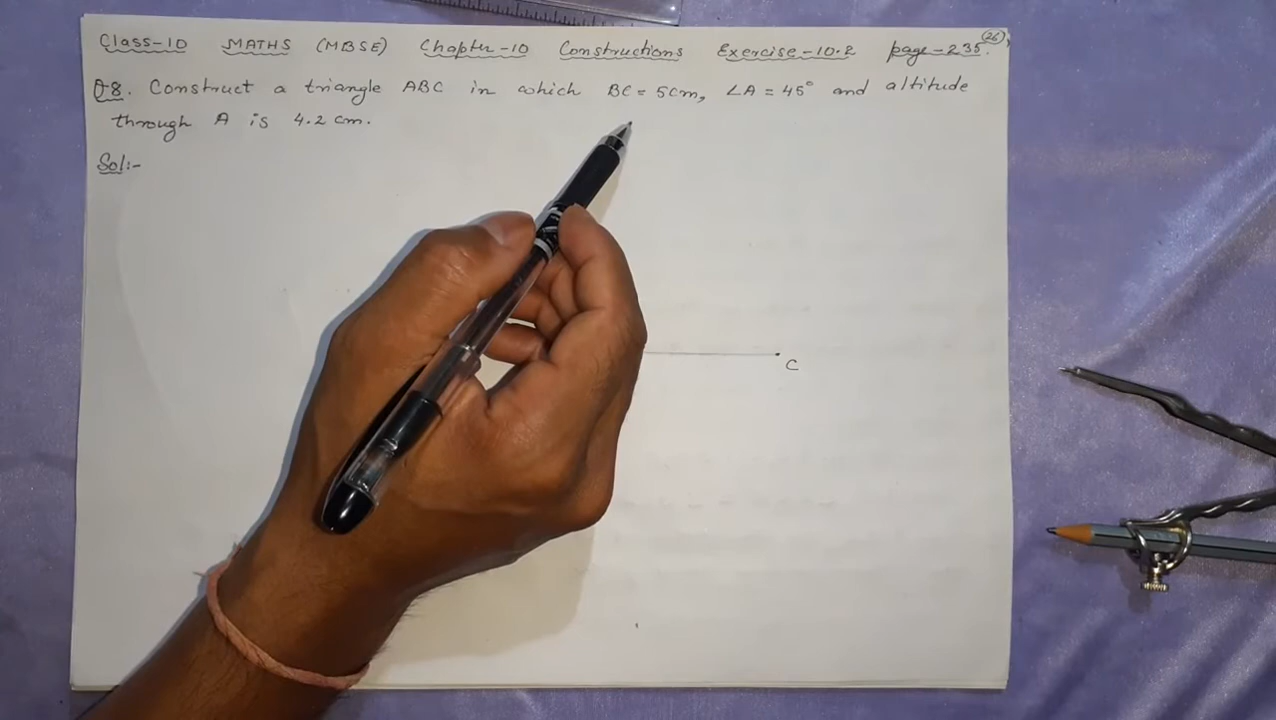 (26)
Class-10 MATHS (MBSE) Chapter-10 Constructions Exercise-10.2 page-235.
Q8. Construct a triangle ABC in which BC = 5cm, ∠A = 45° and altitude
through A is 4.2 cm.
Sol:-
C